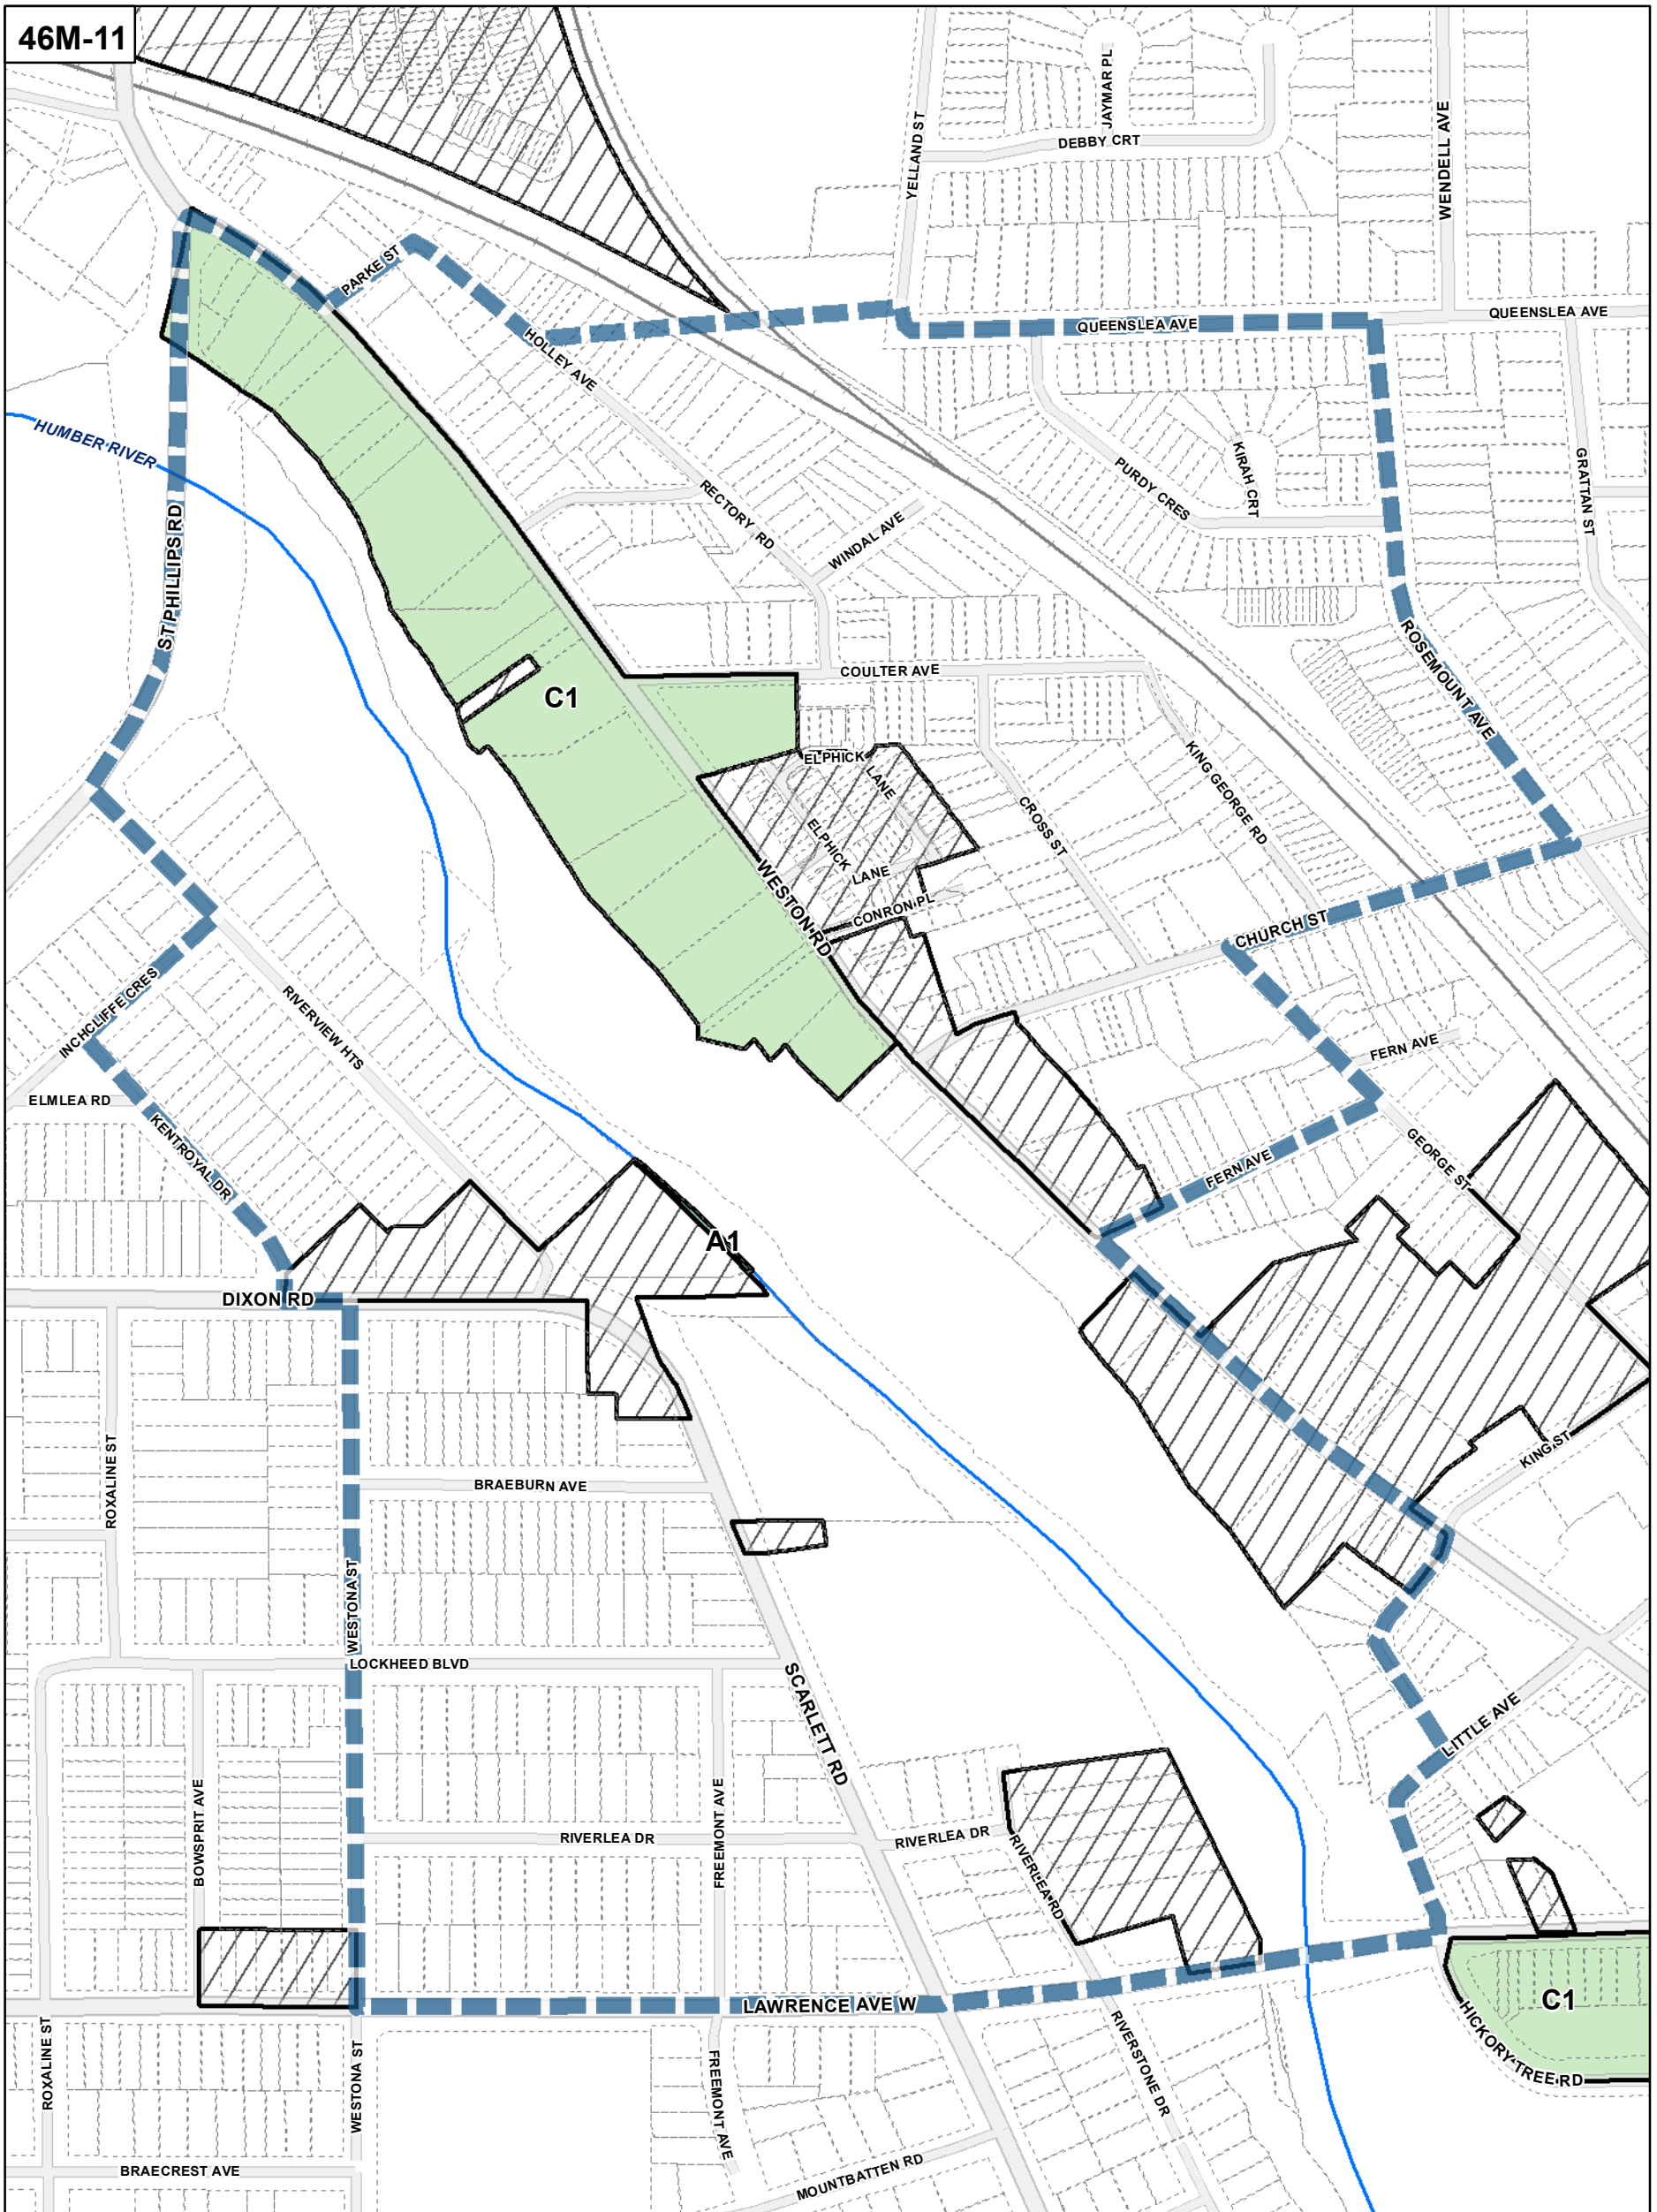 46M-11
JAYMAR PL
YELLAND ST
DEBBY CRT
WENDELL AVE
PARKE ST
QUEENSLEA AVE
QUEENSLEA AVE
HOLLEY AVE
HUMBER RIVER
PURDY CRES
KIRAH CRT
GRATTAN ST
RECTORY RD
WINDAL AVE
ST PHILLIPS RD
ROSEMOUNT AVE
COULTER AVE
C1
ELPHICK
LANE
KING GEORGE RD
CROSS ST
ELPHICK
LANE
WESTON RD
CONRON PL
CHURCH ST
INCHCLIFFE CRES
RIVERVIEW HTS
FERN AVE
ELMLEA RD
KENTROYAL DR
GEORGE ST
FERN AVE
A1
DIXON RD
ROXALINE ST
KING ST
BRAEBURN AVE
WESTONA ST
LOCKHEED BLVD
SCARLETT RD
LITTLE AVE
BOWSPRIT AVE
FREEMONT AVE
RIVERLEA DR
RIVERLEA DR
RIVERLEA RD
LAWRENCE AVE W
C1
HICKORY TREE RD
ROXALINE ST
WESTONA ST
FREEMONT AVE
RIVERSTONE DR
BRAECREST AVE
MOUNTBATTEN RD